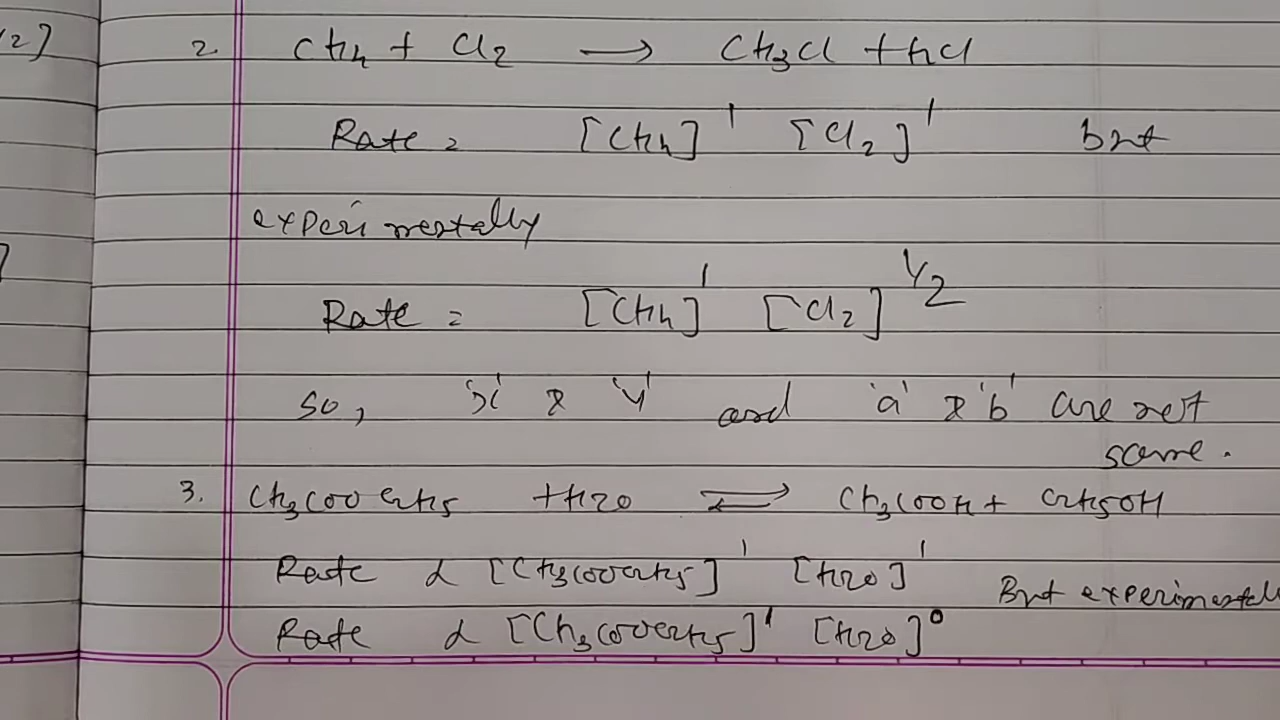 2. CH₄ + Cl₂ ⟶ CH₃Cl + HCl
Rate = [CH₄]¹ [Cl₂]¹ but
experimentally
Rate = [CH₄]¹ [Cl₂]^1/2
so, 'x' & 'y' and 'a' & 'b' are not
same.
3. CH₃COOC₂H₅ + H₂O ⇌ CH₃COOH + C₂H₅OH
Rate α [CH₃COOC₂H₅]¹ [H₂O]¹ But experimentall
Rate α [CH₃COOC₂H₅]¹ [H₂O]⁰